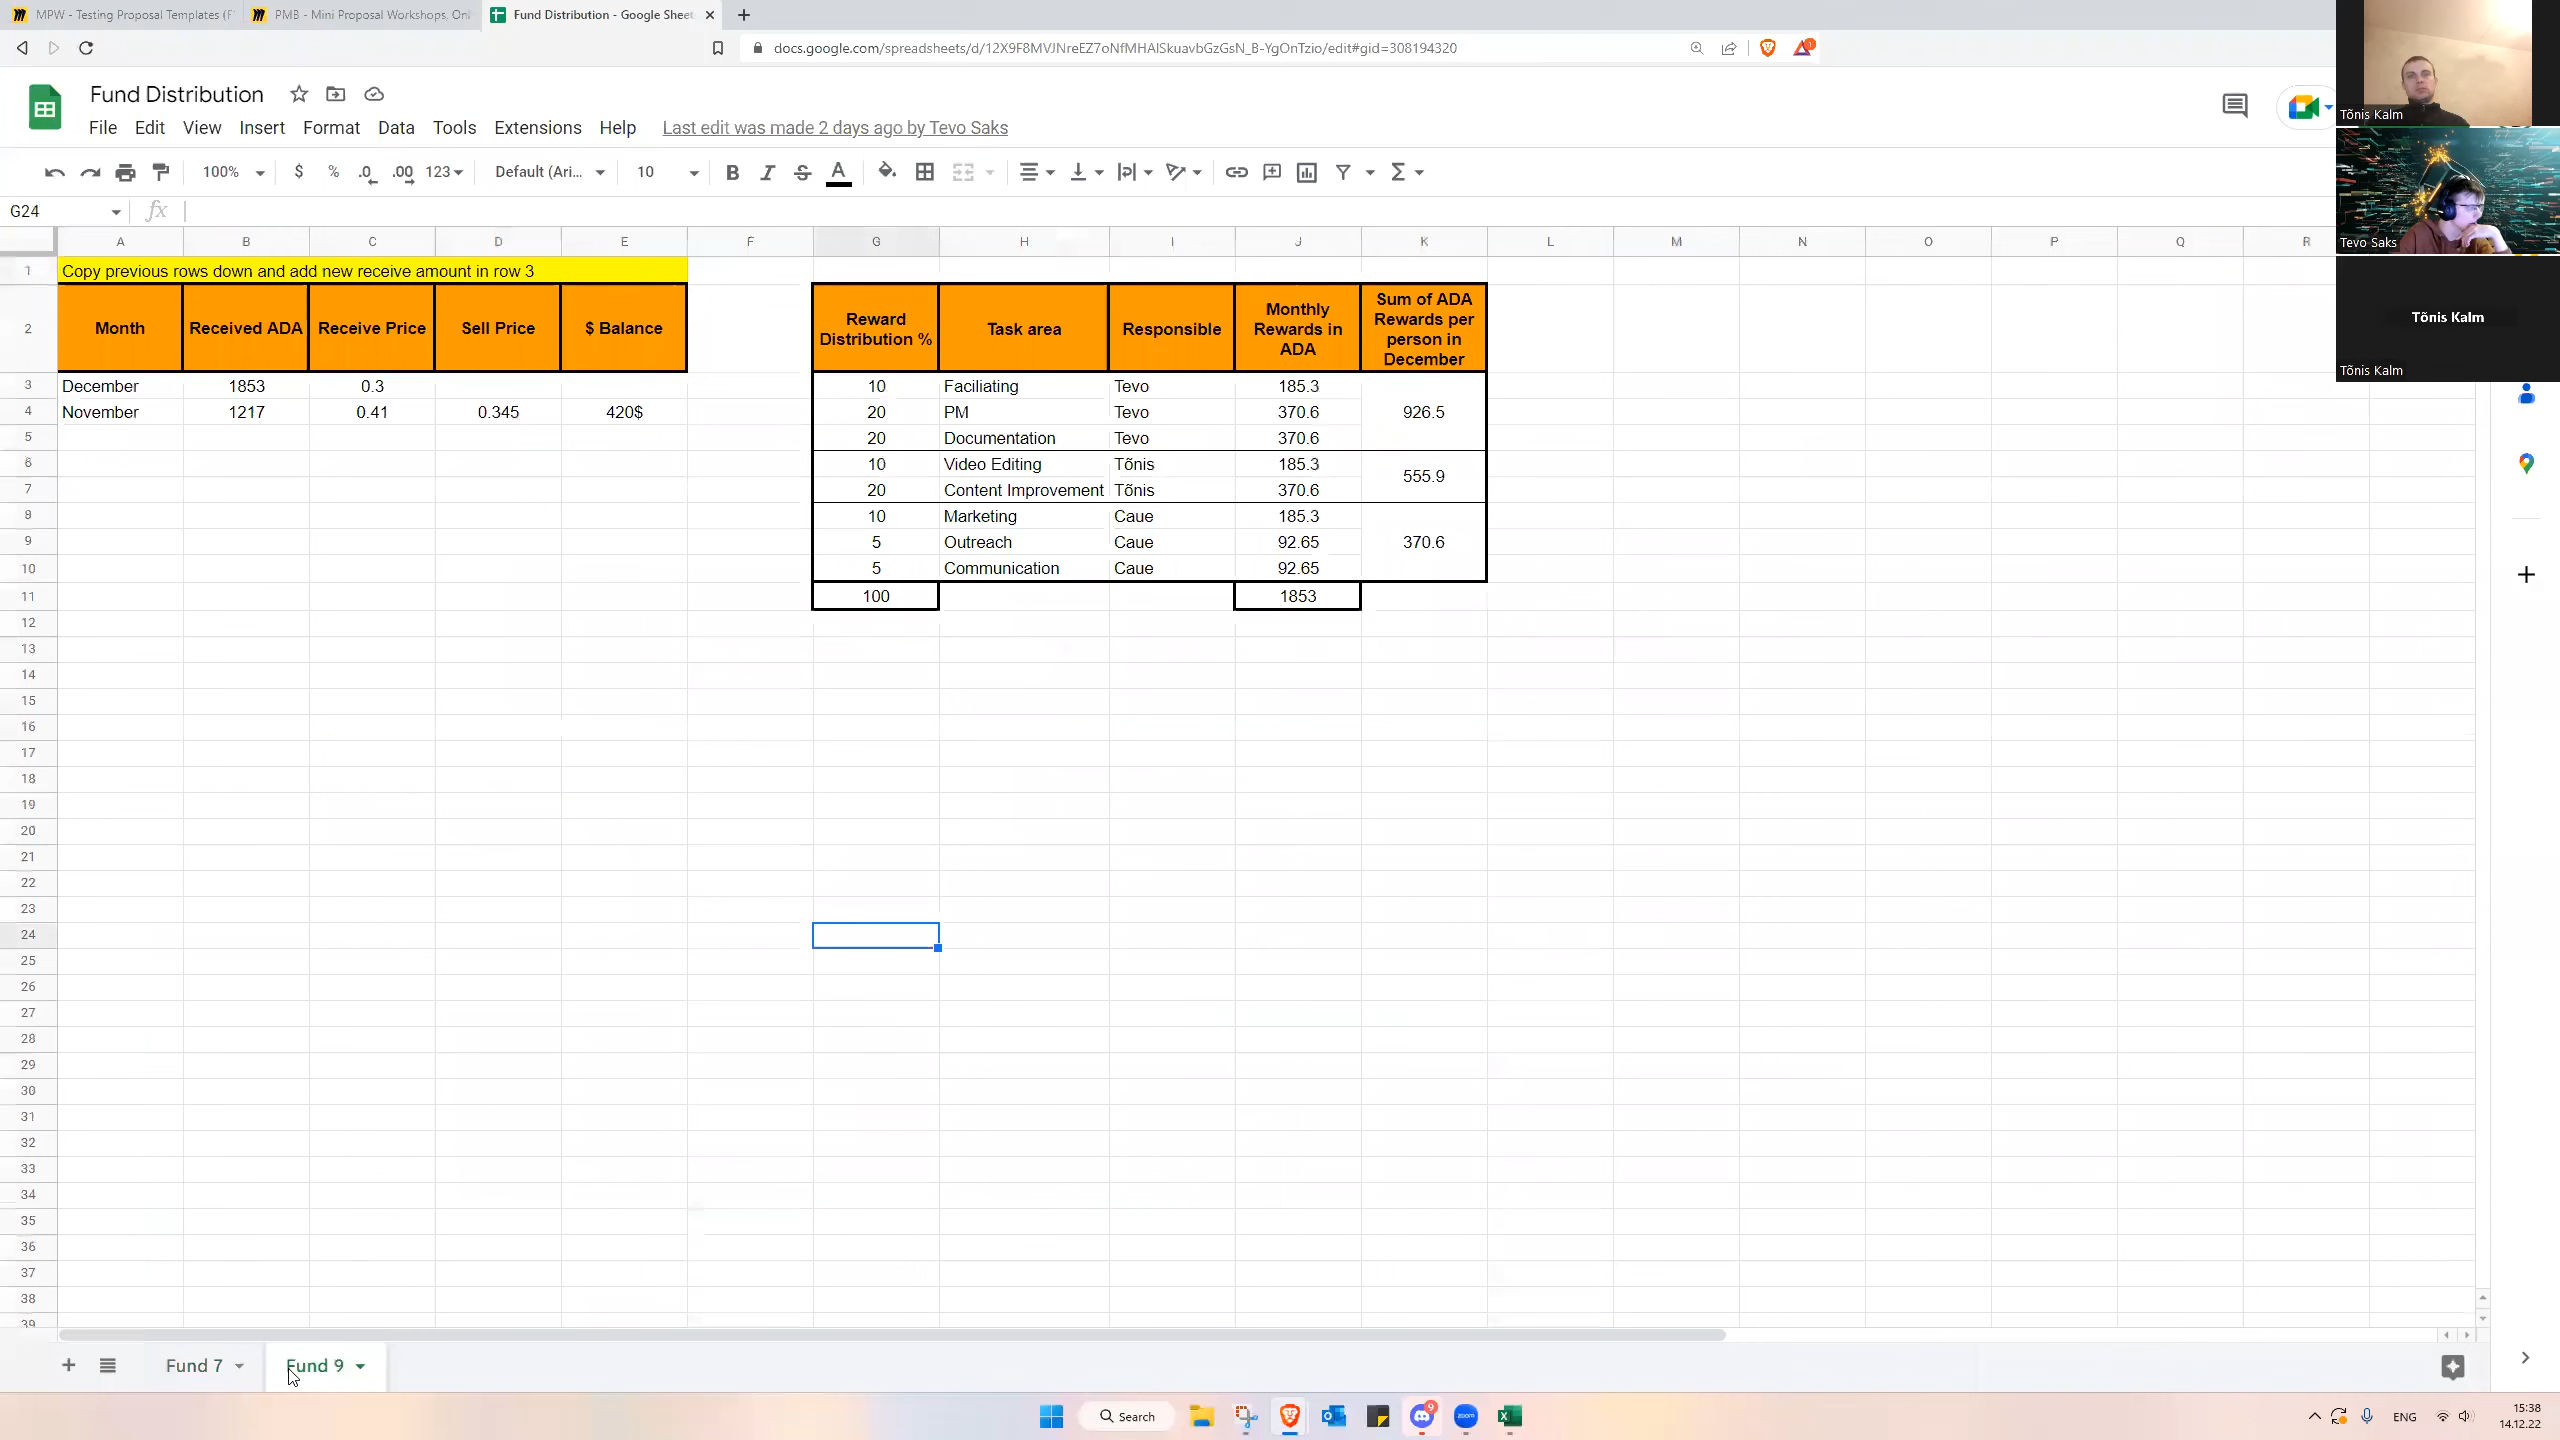 MPW - Testing Proposal Templates (F
PMB - Mini Proposal Workshops, Onl
Fund Distribution - Google Sheet
docs.google.com/spreadsheets/d/12X9F8MVJNreEZ7oNfMHAlSkuavbGzGsN_B-YgOnTzio/edit#gid=308194320
Fund Distribution
File Edit View Insert Format Data Tools Extensions Help Last edit was made 2 days ago by Tevo Saks
100% $ % .0 .00 123 Default (Ari... 10 B I S A Σ
G24 fx
A B C D E F G H I J K L M N O P Q R
1 Copy previous rows down and add new receive amount in row 3
2 Month Received ADA Receive Price Sell Price $ Balance
Reward Distribution % Task area Responsible Monthly Rewards in ADA Sum of ADA Rewards per person in December
3 December 1853 0.3 10 Faciliating Tevo 185.3
4 November 1217 0.41 0.345 420$ 20 PM Tevo 370.6 926.5
5 20 Documentation Tevo 370.6
6 10 Video Editing Tõnis 185.3
555.9
7 20 Content Improvement Tõnis 370.6
8 10 Marketing Caue 185.3
9 5 Outreach Caue 92.65 370.6
10 5 Communication Caue 92.65
11 100 1853
12
13
14
15
16
17
18
19
20
21
22
23
24
25
26
27
28
29
30
31
32
33
34
35
36
37
38
39
Fund 7
Fund 9
Tõnis Kalm
Tevo Saks
Tõnis Kalm
Tõnis Kalm
Search
9
zoom
ENG
15:38
14.12.22